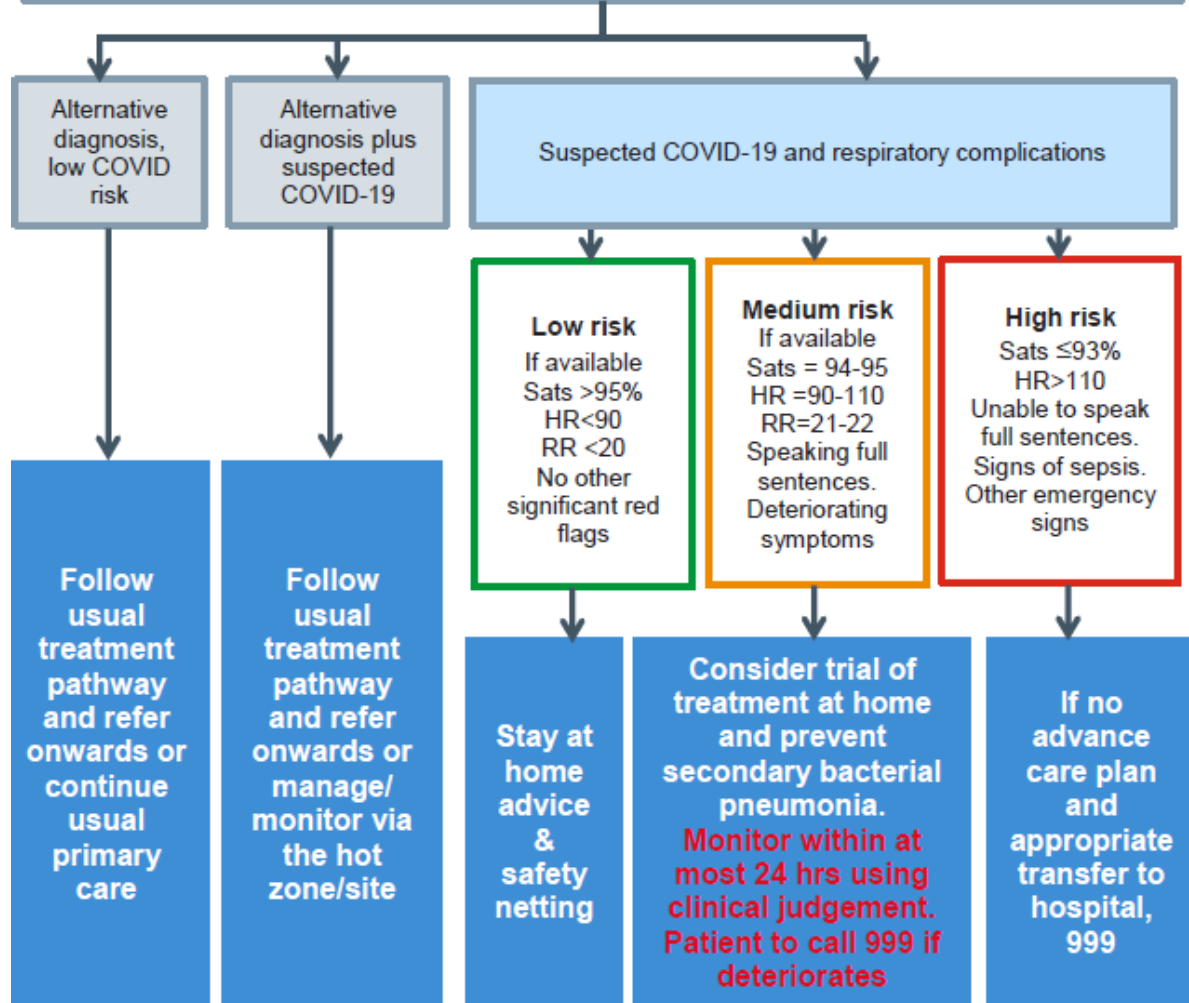 Alternative
diagnosis,
low COVID
risk
Alternative
diagnosis plus
suspected
COVID-19
Suspected COVID-19 and respiratory complications
Low risk
If available
Sats >95%
HR<90
RR <20
No other
significant red
flags
Medium risk
If available
Sats = 94-95
HR =90-110
RR=21-22
Speaking full
sentences.
Deteriorating
symptoms
High risk
Sats ≤93%
HR>110
Unable to speak
full sentences.
Signs of sepsis.
Other emergency
signs
Follow
usual
treatment
pathway
and refer
onwards or
continue
usual
primary
care
Follow
usual
treatment
pathway
and refer
onwards or
manage/
monitor via
the hot
zone/site
Stay at
home
advice
&
safety
netting
Consider trial of
treatment at home
and prevent
secondary bacterial
pneumonia.
Monitor within at
most 24 hrs using
clinical judgement.
Patient to call 999 if
deteriorates
If no
advance
care plan
and
appropriate
transfer to
hospital,
999